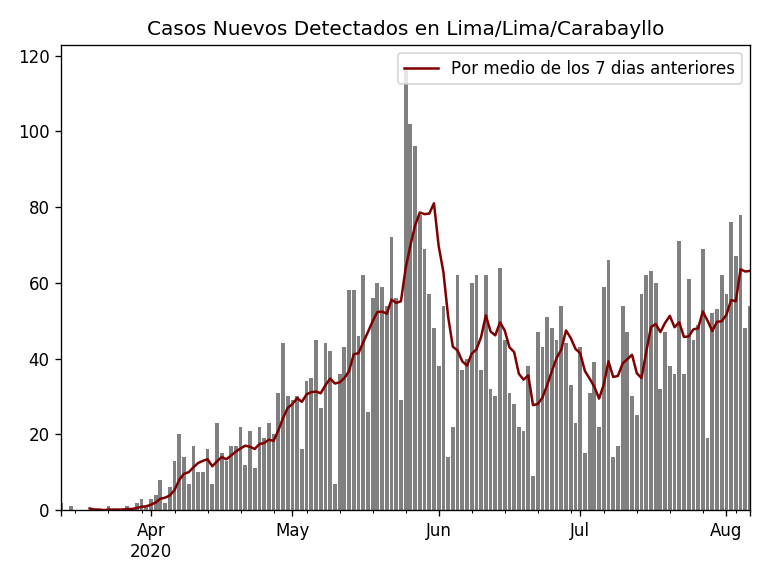 Casos Nuevos Detectados en Lima/Lima/Carabayllo
Por medio de los 7 dias anteriores
120
100
80
60
40
20
0
Apr
2020
May
Jun
Jul
Aug